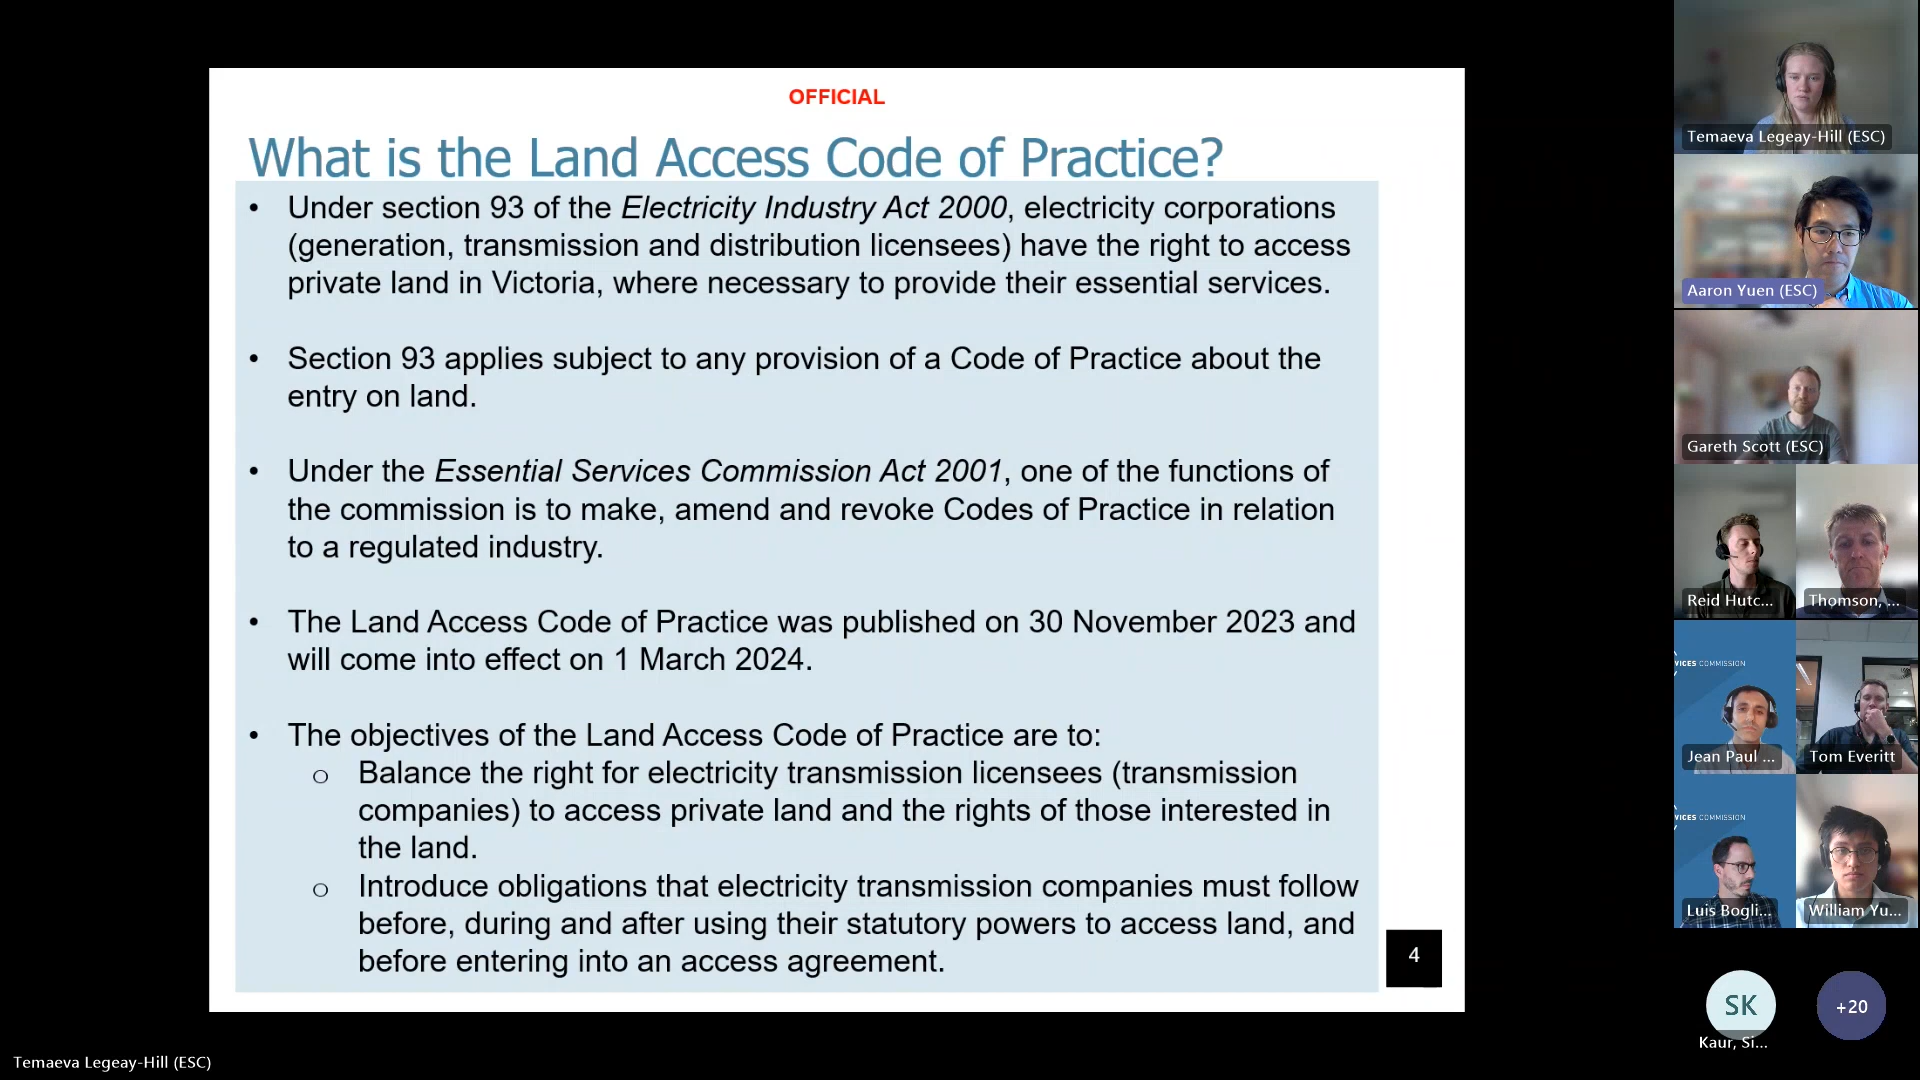 OFFICIAL
What is the Land Access Code of Practice?
• Under section 93 of the Electricity Industry Act 2000, electricity corporations
(generation, transmission and distribution licensees) have the right to access
private land in Victoria, where necessary to provide their essential services.
• Section 93 applies subject to any provision of a Code of Practice about the
entry on land.
• Under the Essential Services Commission Act 2001, one of the functions of
the commission is to make, amend and revoke Codes of Practice in relation
to a regulated industry.
• The Land Access Code of Practice was published on 30 November 2023 and
will come into effect on 1 March 2024.
• The objectives of the Land Access Code of Practice are to:
o Balance the right for electricity transmission licensees (transmission
companies) to access private land and the rights of those interested in
the land.
o Introduce obligations that electricity transmission companies must follow
before, during and after using their statutory powers to access land, and
before entering into an access agreement.
4
Temaeva Legeay-Hill (ESC)
Aaron Yuen (ESC)
Gareth Scott (ESC)
Reid Hutc...
Thomson, ...
VICES COMMISSION
Jean Paul ...
Tom Everitt
VICES COMMISSION
Luis Bogli...
William Yu...
SK
+20
Kaur, Si...
Temaeva Legeay-Hill (ESC)